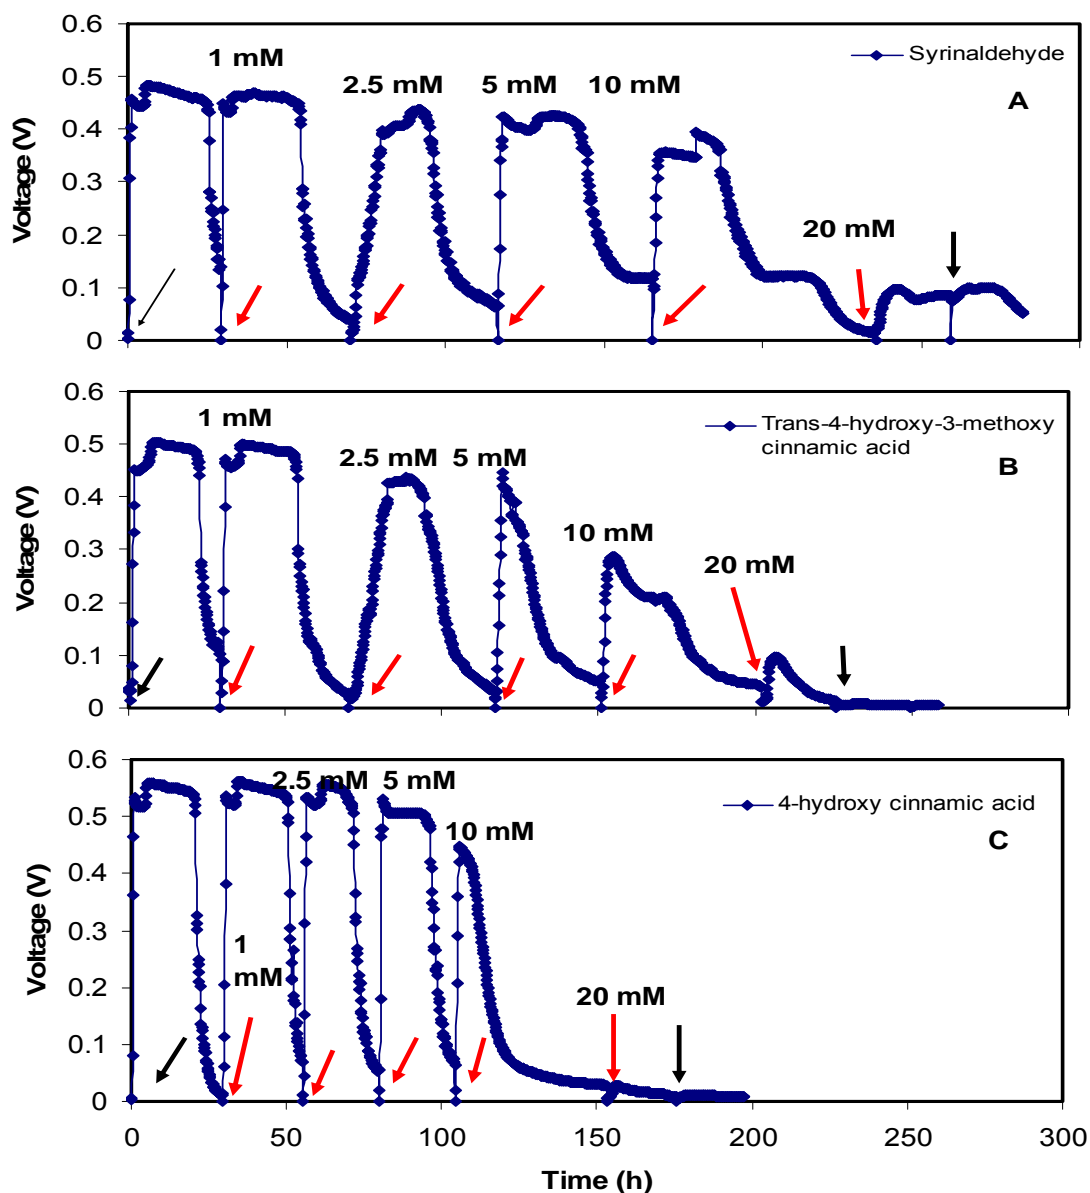 0.6
0.5
0.4
0.3
0.2
0.1
0
Voltage (V)
1 mM
2.5 mM
5 mM
10 mM
20 mM
Syrinaldehyde
A
0.6
0.5
0.4
0.3
0.2
0.1
0
Voltage (V)
1 mM
2.5 mM
5 mM
10 mM
20 mM
Trans-4-hydroxy-3-methoxy
cinnamic acid
B
0.6
0.5
0.4
0.3
0.2
0.1
0
Voltage (V)
1
mM
2.5 mM
5 mM
10 mM
20 mM
4-hydroxy cinnamic acid
C
0 50 100 150 200 250 300
Time (h)